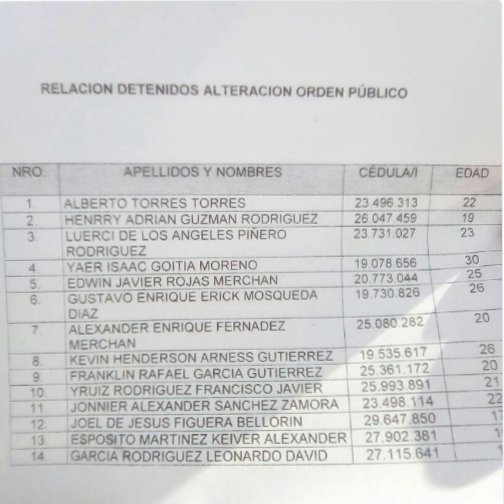 RELACION DETENIDOS ALTERACION ORDEN PÚBLICO
NRO. APELLIDOS Y NOMBRES CÉDULA/I EDAD
1. ALBERTO TORRES TORRES 23.496.313 22
2. HENRRY ADRIAN GUZMAN RODRIGUEZ 26.047.459 19
3. LUERCI DE LOS ANGELES PIÑERO 23.731.027 23
RODRIGUEZ
4. YAER ISAAC GOITIA MORENO 19.078.656 30
5. EDWIN JAVIER ROJAS MERCHAN 20.773.044 25
6. GUSTAVO ENRIQUE ERICK MOSQUEDA 19.730.826 26
DIAZ
7. ALEXANDER ENRIQUE FERNADEZ 25.080.282 20
MERCHAN
8. KEVIN HENDERSON ARNESS GUTIERREZ 19.535.617 26
9. FRANKLIN RAFAEL GARCIA GUTIERREZ 25.361.172 20
10. YRUIZ RODRIGUEZ FRANCISCO JAVIER 25.993.891 21
11. JONNIER ALEXANDER SANCHEZ ZAMORA 23.498.114 22
12. JOEL DE JESUS FIGUERA BELLORIN 29.647.850
13. ESPOSITO MARTINEZ KEIVER ALEXANDER 27.902.381
14. GARCIA RODRIGUEZ LEONARDO DAVID 27.115.641